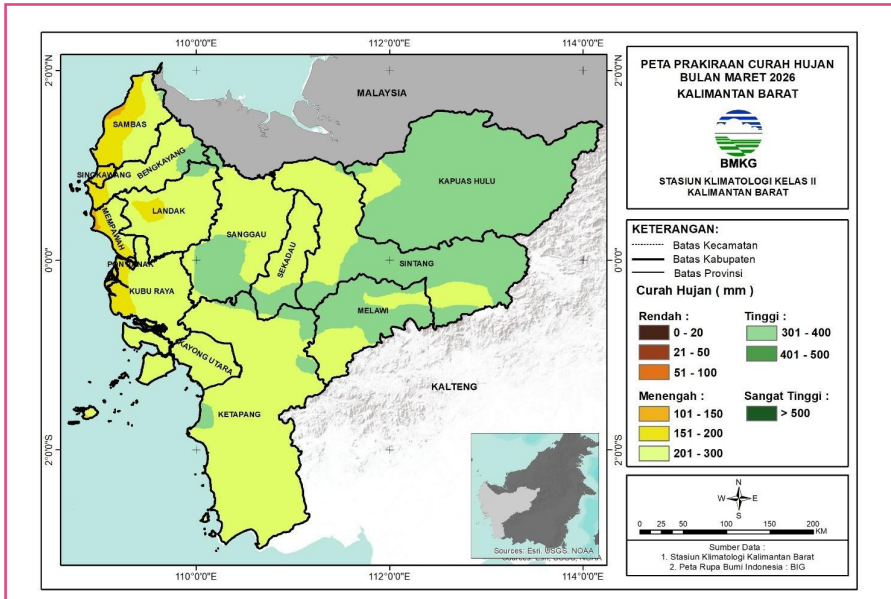 110°0'0"E
112°0'0"E
114°0'0"E
2°0'0"N
2°0'0"N
0°0'0"
0°0'0"
2°0'0"S
2°0'0"S
MALAYSIA
SAMBAS
BENGKAYANG
SINGKAWANG
MEMPAWAH
LANDAK
PONTIANAK
KUBU RAYA
SANGGAU
SEKADAU
SINTANG
KAPUAS HULU
MELAWI
KAYONG UTARA
KETAPANG
KALTENG
Sources: Esri, USGS, NOAA
Sources: Esri, USGS, NOAA
110°0'0"E
112°0'0"E
114°0'0"E
PETA PRAKIRAAN CURAH HUJAN
BULAN MARET 2026
KALIMANTAN BARAT
BMKG
STASIUN KLIMATOLOGI KELAS II
KALIMANTAN BARAT
KETERANGAN:
Batas Kecamatan
Batas Kabupaten
Batas Provinsi
Curah Hujan ( mm )
Rendah :
0 - 20
21 - 50
51 - 100
Menengah :
101 - 150
151 - 200
201 - 300
Tinggi :
301 - 400
401 - 500
Sangat Tinggi :
> 500
N
W E
S
0 25 50 100 150 200
KM
Sumber Data :
1. Stasiun Klimatologi Kalimantan Barat
2. Peta Rupa Bumi Indonesia : BIG